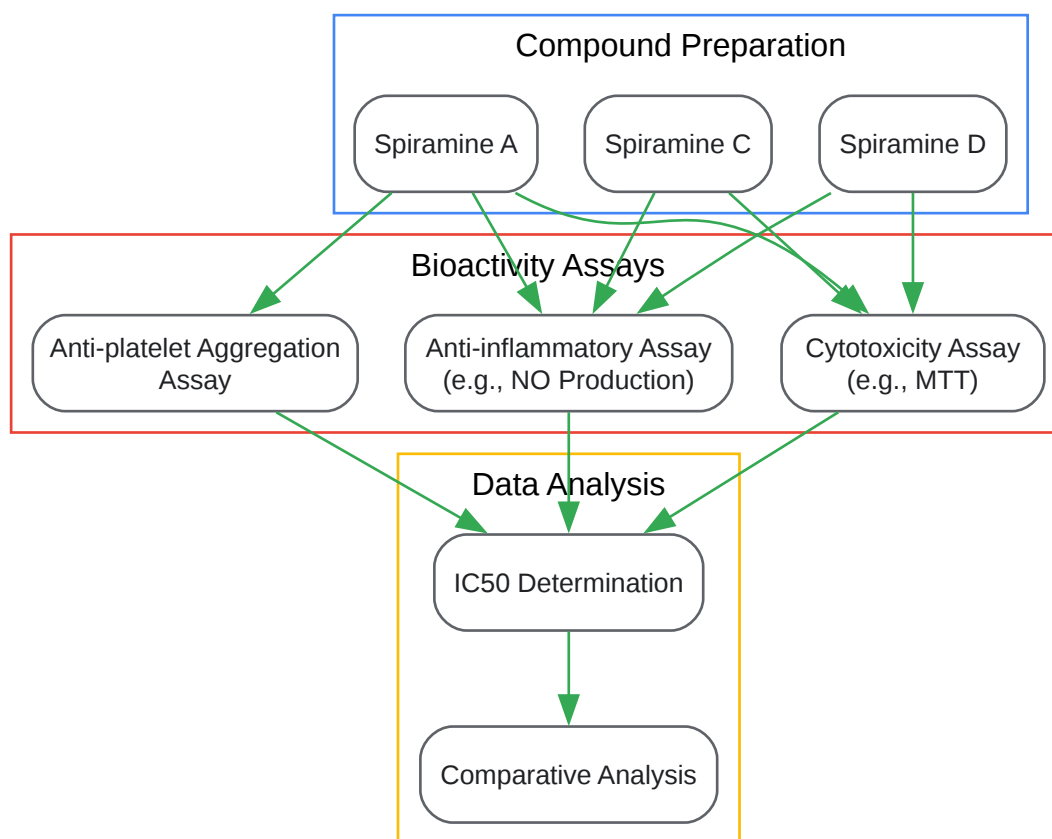 Compound Preparation
Spiramine A
Spiramine C
Spiramine D
Bioactivity Assays
Anti-platelet Aggregation
Assay
Anti-inflammatory Assay
(e.g., NO Production)
Cytotoxicity Assay
(e.g., MTT)
Data Analysis
IC50 Determination
Comparative Analysis